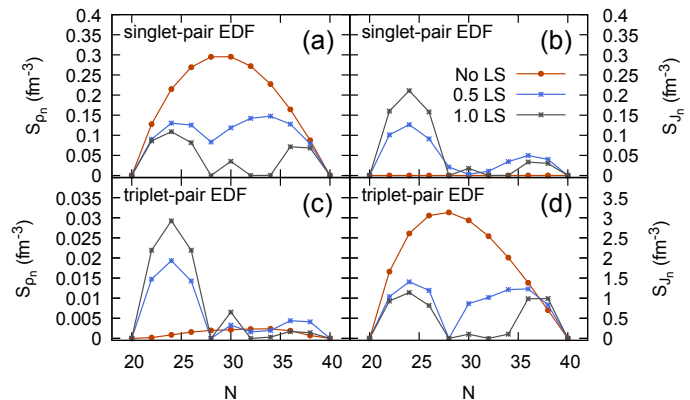 singlet-pair EDF (a)
singlet-pair EDF (b)
No LS
0.5 LS
1.0 LS
triplet-pair EDF (c)
triplet-pair EDF (d)
S_ρn (fm⁻³)
0.4
0.35
0.3
0.25
0.2
0.15
0.1
0.05
0
S_Jn (fm⁻³)
0.4
0.35
0.3
0.25
0.2
0.15
0.1
0.05
0
S_ρn (fm⁻³)
0.035
0.03
0.025
0.02
0.015
0.01
0.005
0
S_Jn (fm⁻³)
3.5
3
2.5
2
1.5
1
0.5
0
20 25 30 35 40
20 25 30 35 40
N
N